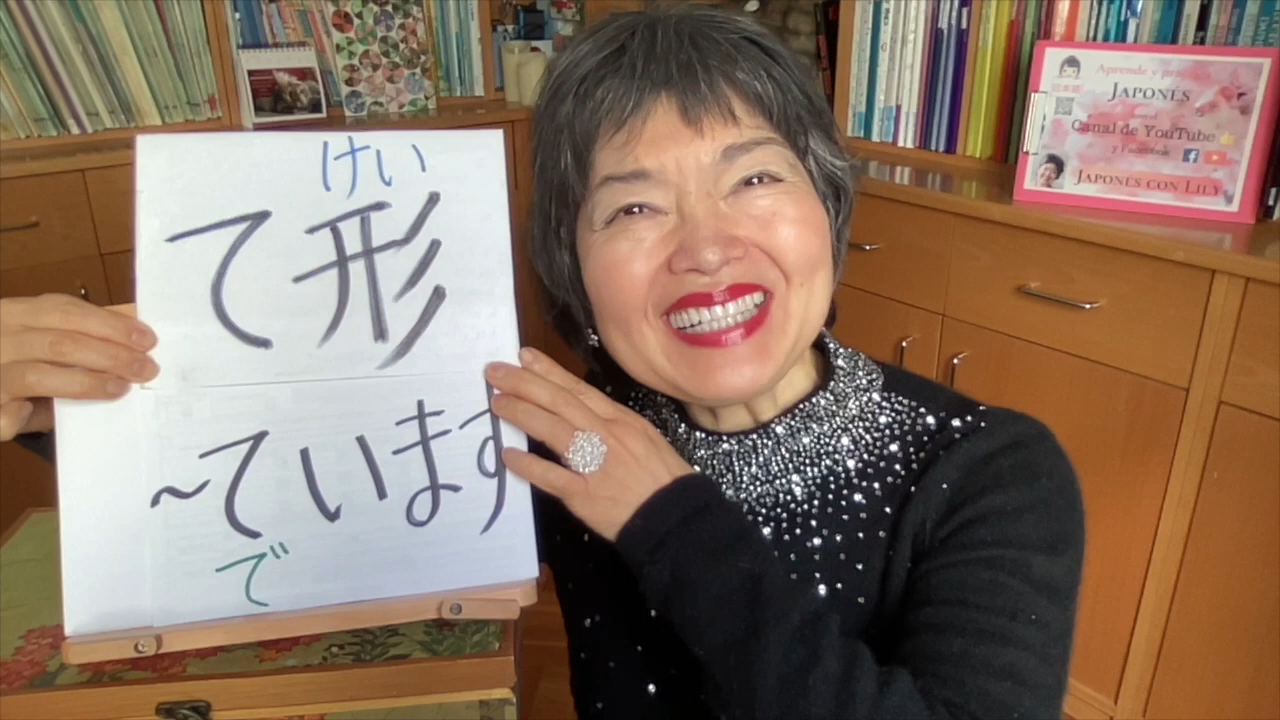 けい
て形
～ています
で
Aprende y practica
JAPONÉS
Canal de YouTube
y Facebook
JAPONÉS CON LILY